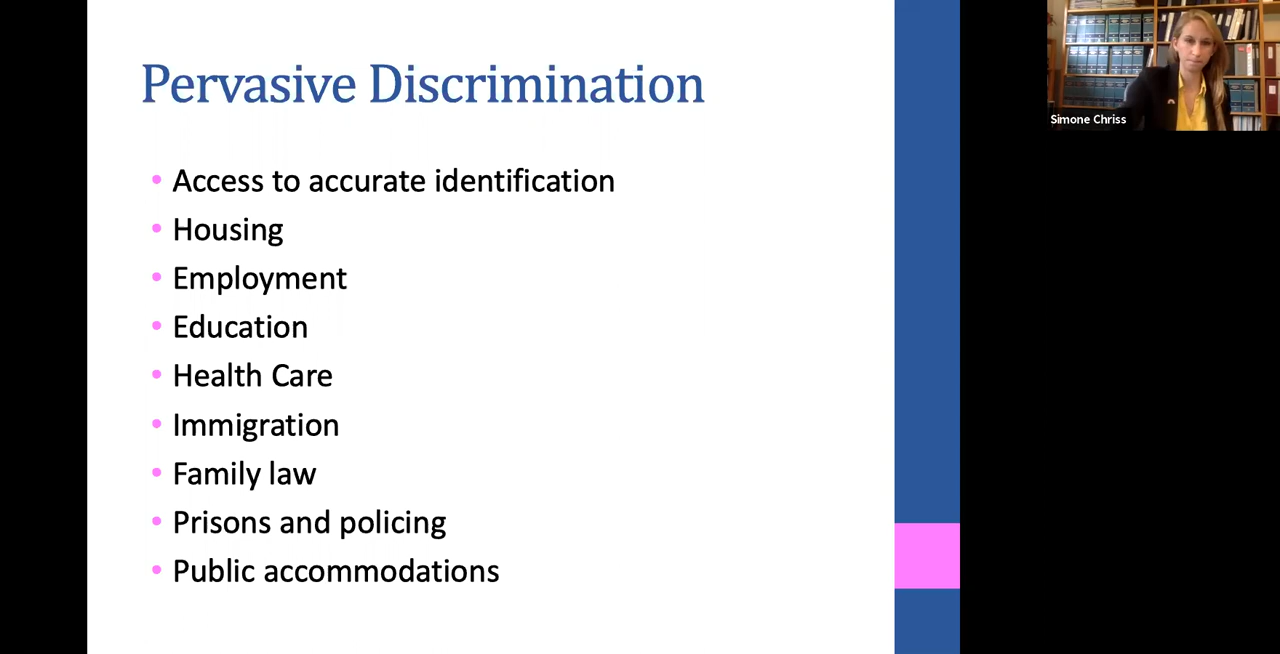 Pervasive Discrimination
Access to accurate identification
Housing
Employment
Education
Health Care
Immigration
Family law
Prisons and policing
Public accommodations
Simone Chriss